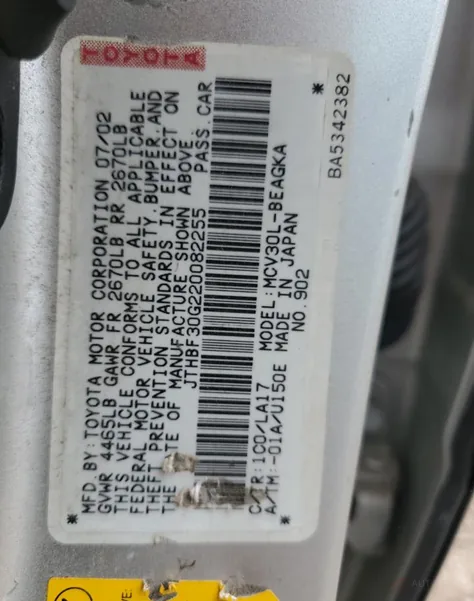 TOYOTA
MFD. BY: TOYOTA MOTOR CORPORATION 07/02
GVWR 4465LB GAWR FR 2670LB RR 2670LB
THIS VEHICLE CONFORMS TO ALL APPLICABLE
FEDERAL MOTOR VEHICLE SAFETY, BUMPER, AND
THEFT PREVENTION STANDARDS IN EFFECT ON
THE DATE OF MANUFACTURE SHOWN ABOVE
JTHBF30G220082255 PASS. CAR
C/TR: 1C0/LA17 MODEL: MCV30L-BEAGKA
A/TM: -01A/U150E MADE IN JAPAN
NO. 902
* *
BA5342382